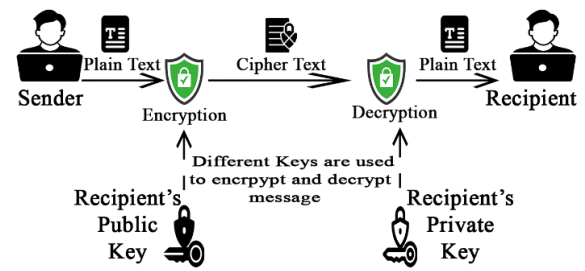 Plain Text
Cipher Text
Plain Text
Sender
Encryption
Decryption
Recipient
Different Keys are used
to encrpypt and decrypt
message
Recipient's
Public
Key
Recipient's
Private
Key